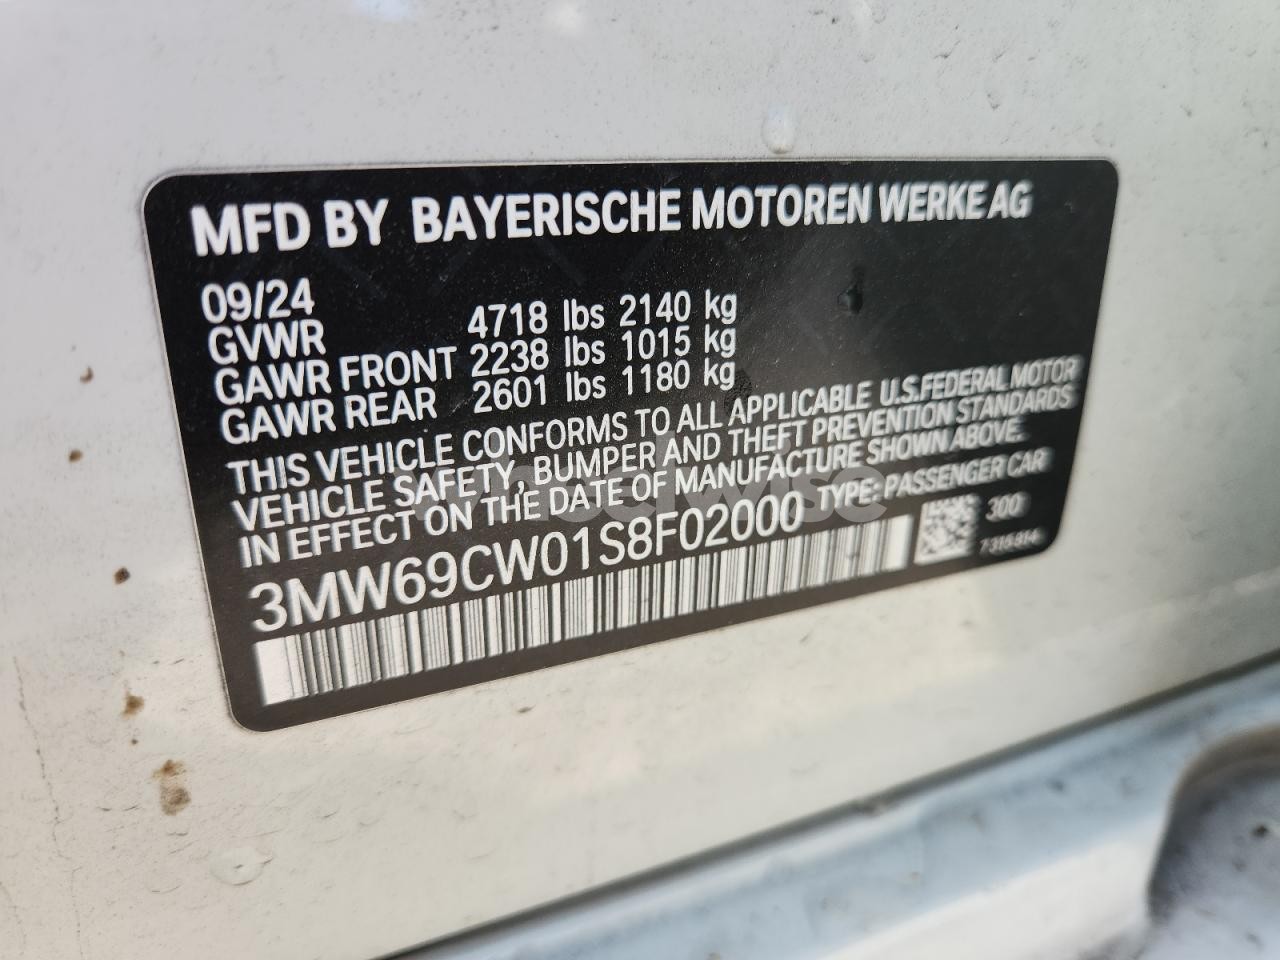 MFD BY BAYERISCHE MOTOREN WERKE AG
09/24
GVWR 4718 lbs 2140 kg
GAWR FRONT 2238 lbs 1015 kg
GAWR REAR 2601 lbs 1180 kg
THIS VEHICLE CONFORMS TO ALL APPLICABLE U.S.FEDERAL MOTOR
VEHICLE SAFETY, BUMPER AND THEFT PREVENTION STANDARDS
IN EFFECT ON THE DATE OF MANUFACTURE SHOWN ABOVE.
3MW69CW01S8F02000 TYPE: PASSENGER CAR
300
7316814
wheelwise